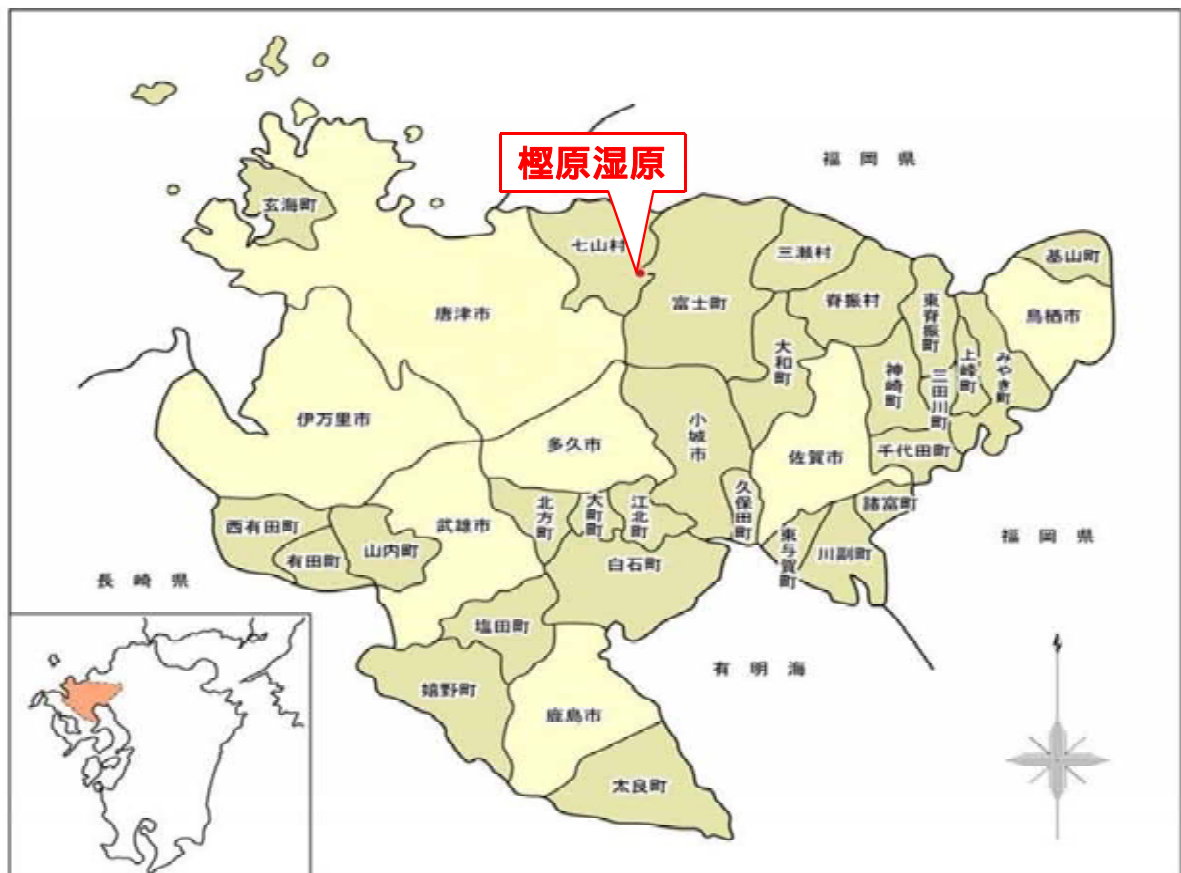 樫原湿原
福岡県
玄海町
七山村
三瀬村
基山町
富士町
脊振村
東脊振町
鳥栖市
唐津市
大和町
神崎町
三田川町
上峰町
みやき町
伊万里市
多久市
小城市
佐賀市
千代田町
北方町
大町町
江北町
久保田町
諸富町
西有田町
有田町
山内町
武雄市
白石町
東与賀町
川副町
福岡県
長崎県
塩田町
有明海
嬉野町
鹿島市
太良町